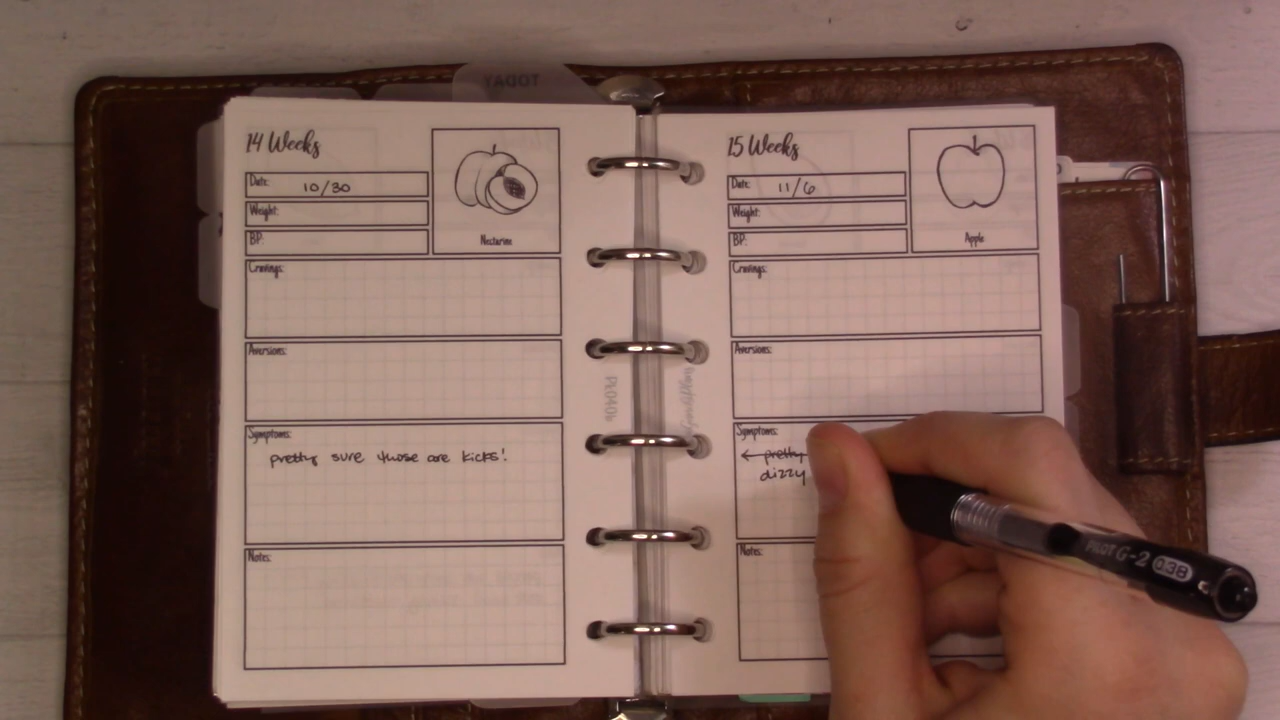 TODAY
14 Weeks
Date: 10/30
Weight:
BP:
Nectarine
Cravings:
Aversions:
Symptoms:
pretty sure those are kicks!
Notes:
15 Weeks
Date: 11/6
Weight:
BP:
Apple
Cravings:
Aversions:
Symptoms:
← pretty
dizzy
Notes:
PILOT G-2 0.38